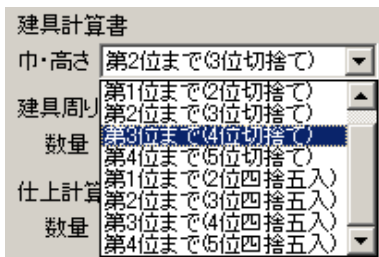 建具計算書
巾・高さ 第2位まで(3位切捨て)
第1位まで(2位切捨て)
建具周り 第2位まで(3位切捨て)
数量 第3位まで(4位切捨て)
第4位まで(5位切捨て)
仕上計算 第1位まで(2位四捨五入)
第2位まで(3位四捨五入)
数量 第3位まで(4位四捨五入)
第4位まで(5位四捨五入)